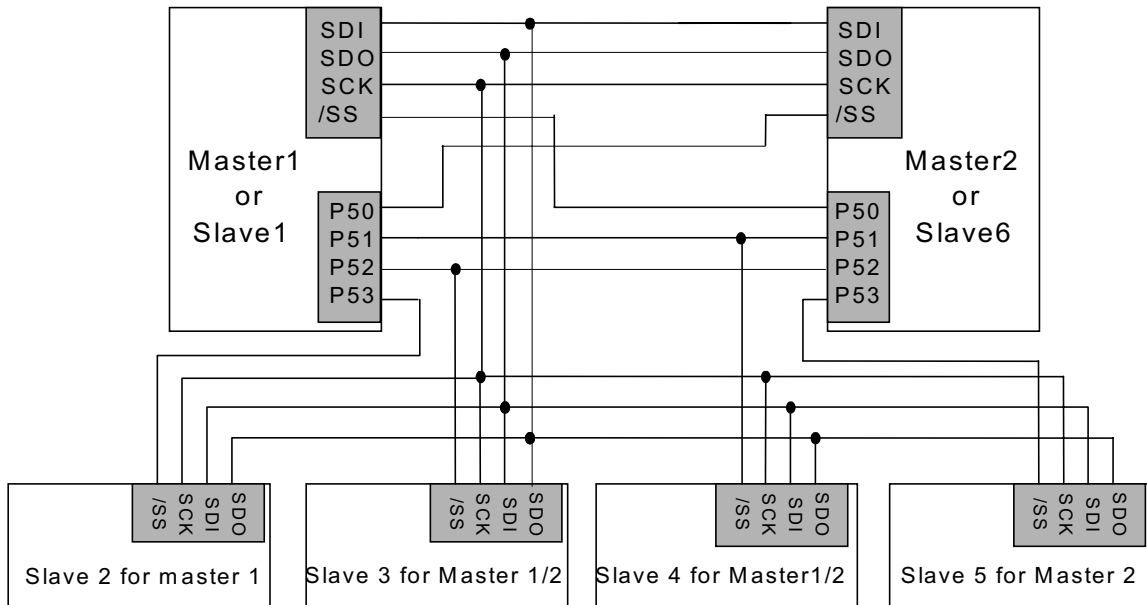 SDI
SDO
SCK
/SS
Master1
or
Slave1
P50
P51
P52
P53
SDI
SDO
SCK
/SS
Master2
or
Slave6
P50
P51
P52
P53
/SS
SCK
SDI
SDO
Slave 2 for master 1
/SS
SCK
SDI
SDO
Slave 3 for Master 1/2
/SS
SCK
SDI
SDO
Slave 4 for Master1/2
/SS
SCK
SDI
SDO
Slave 5 for Master 2